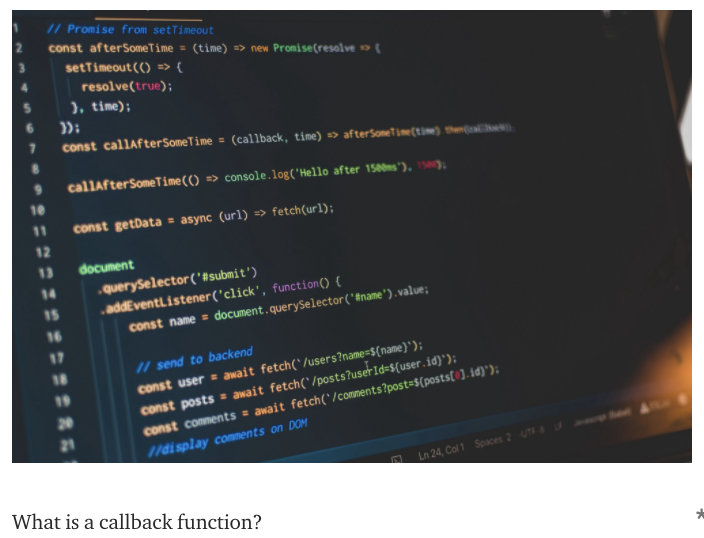 1 // Promise from setTimeout
2 const afterSomeTime = (time) => new Promise(resolve => {
3 setTimeout(() => {
4 resolve(true);
5 }, time);
6 });
7 const callAfterSomeTime = (callback, time) => afterSomeTime(time).then(callback);
8
9 callAfterSomeTime(() => console.log('Hello after 1500ms'), 1500);
10
11 const getData = async (url) => fetch(url);
12
13 document
14 .querySelector('#submit')
15 .addEventListener('click', function() {
16 const name = document.querySelector('#name').value;
17
18 // send to backend
19 const user = await fetch(`/users?name=${name}`);
20 const posts = await fetch(`/posts?userId=${user.id}`);
21 const comments = await fetch(`/comments?post=${posts[0].id}`);
//display comments on DOM
Ln 24, Col 1 Spaces: 2 UTF-8 LF JavaScript (Babel)
What is a callback function?
*